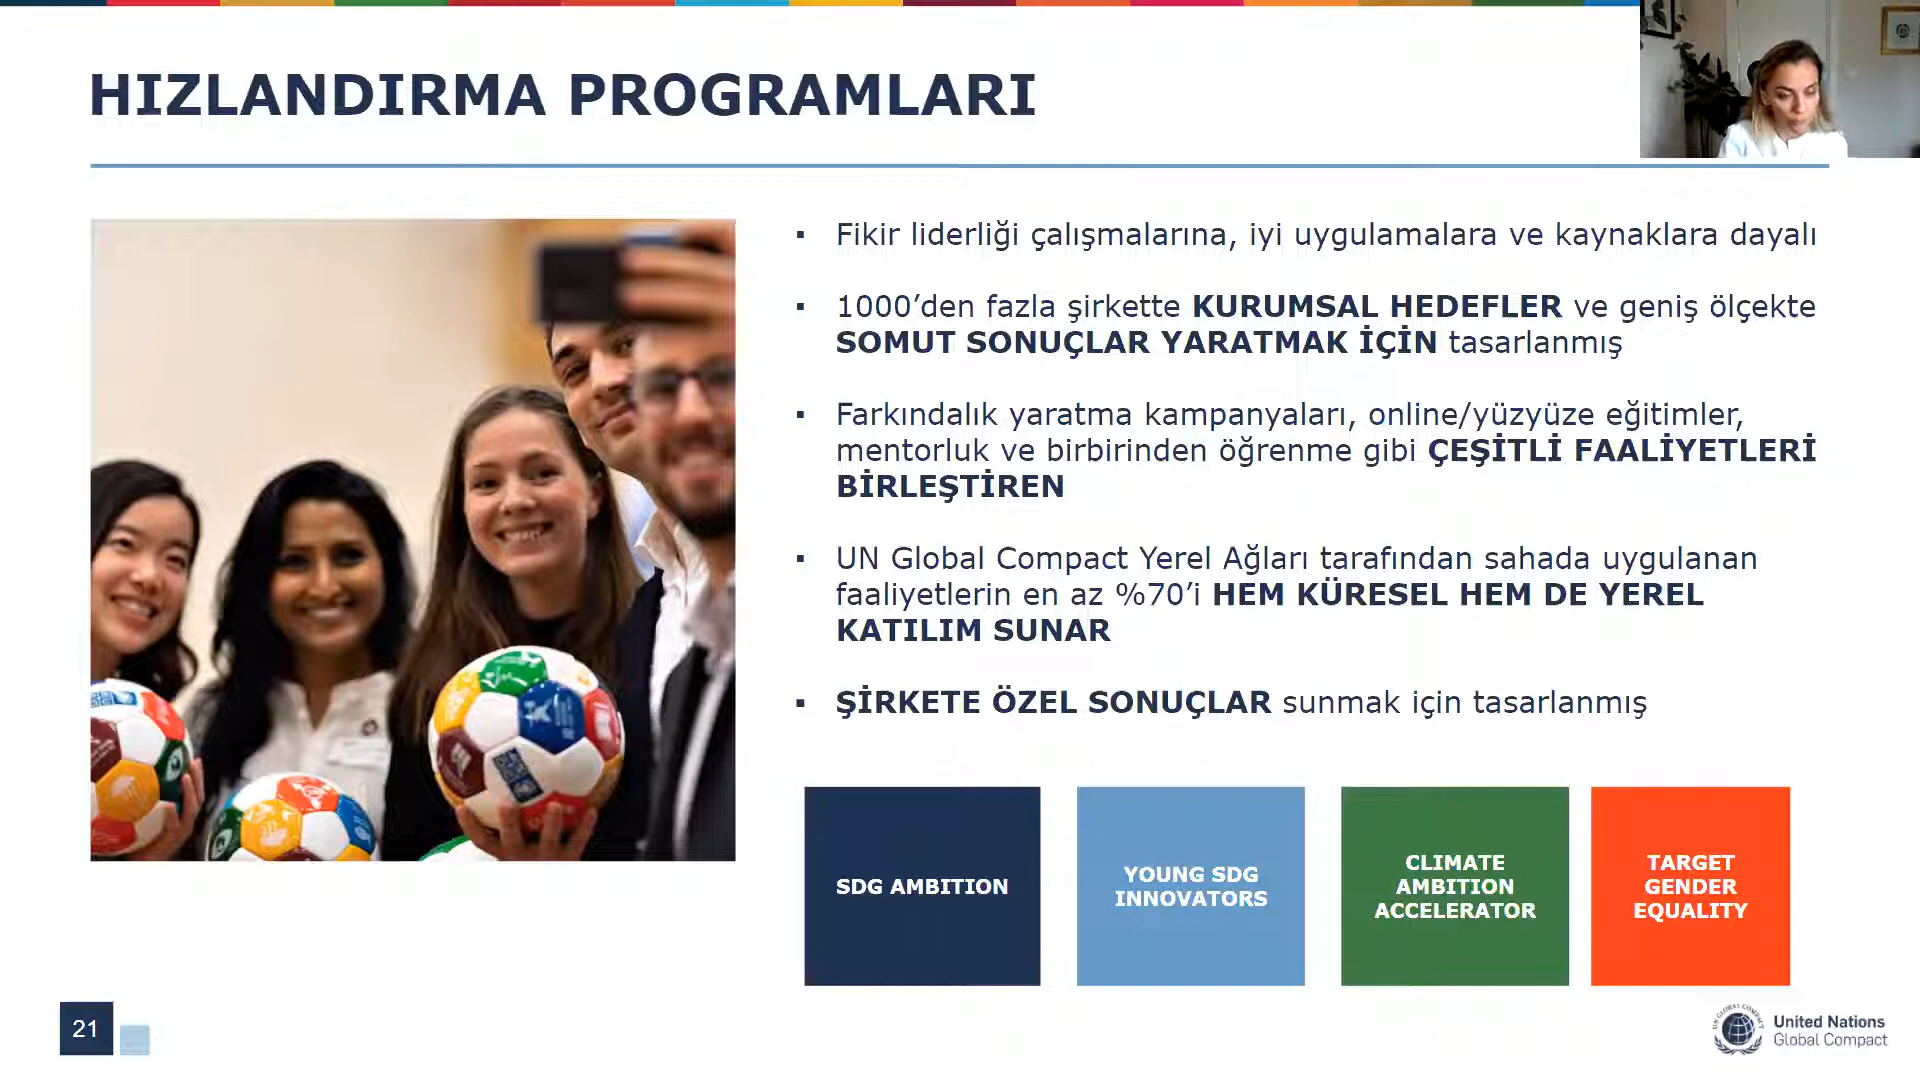 HIZLANDIRMA PROGRAMLARI
▪ Fikir liderliği çalışmalarına, iyi uygulamalara ve kaynaklara dayalı
▪ 1000’den fazla şirkette KURUMSAL HEDEFLER ve geniş ölçekte
SOMUT SONUÇLAR YARATMAK İÇİN tasarlanmış
▪ Farkındalık yaratma kampanyaları, online/yüzyüze eğitimler,
mentorluk ve birbirinden öğrenme gibi ÇEŞİTLİ FAALİYETLERİ
BİRLEŞTİREN
▪ UN Global Compact Yerel Ağları tarafından sahada uygulanan
faaliyetlerin en az %70’i HEM KÜRESEL HEM DE YEREL
KATILIM SUNAR
▪ ŞİRKETE ÖZEL SONUÇLAR sunmak için tasarlanmış
SDG AMBITION
YOUNG SDG
INNOVATORS
CLIMATE
AMBITION
ACCELERATOR
TARGET
GENDER
EQUALITY
21
United Nations
Global Compact